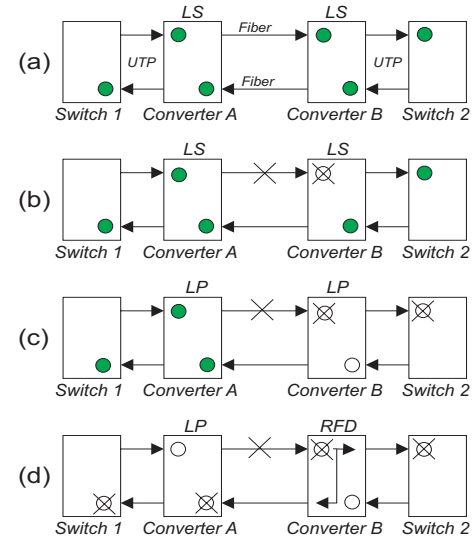 LS LS
(a) UTP Fiber Fiber UTP
Switch 1 Converter A Converter B Switch 2
LS LS
(b)
Switch 1 Converter A Converter B Switch 2
LP LP
(c)
Switch 1 Converter A Converter B Switch 2
LP RFD
(d)
Switch 1 Converter A Converter B Switch 2